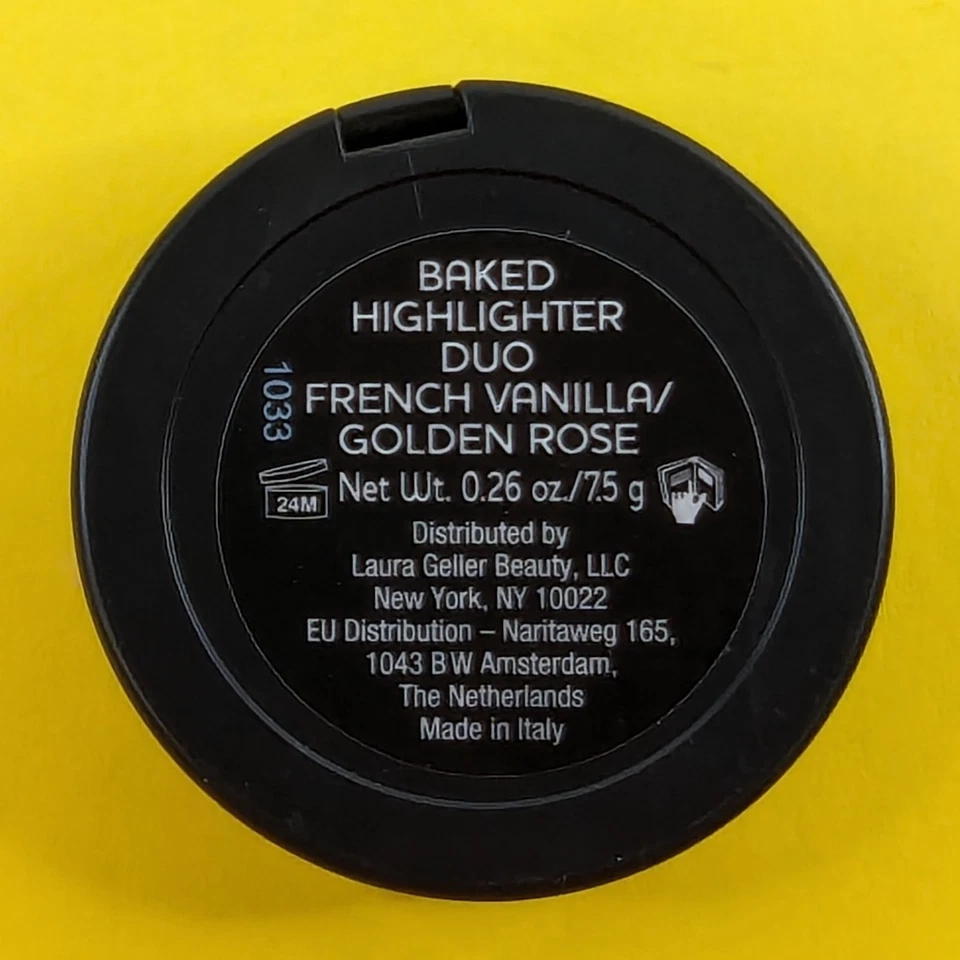 BAKED
HIGHLIGHTER
DUO
FRENCH VANILLA/
GOLDEN ROSE
1033
24M
Net Wt. 0.26 oz./7.5 g
Distributed by
Laura Geller Beauty, LLC
New York, NY 10022
EU Distribution – Naritaweg 165,
1043 BW Amsterdam,
The Netherlands
Made in Italy